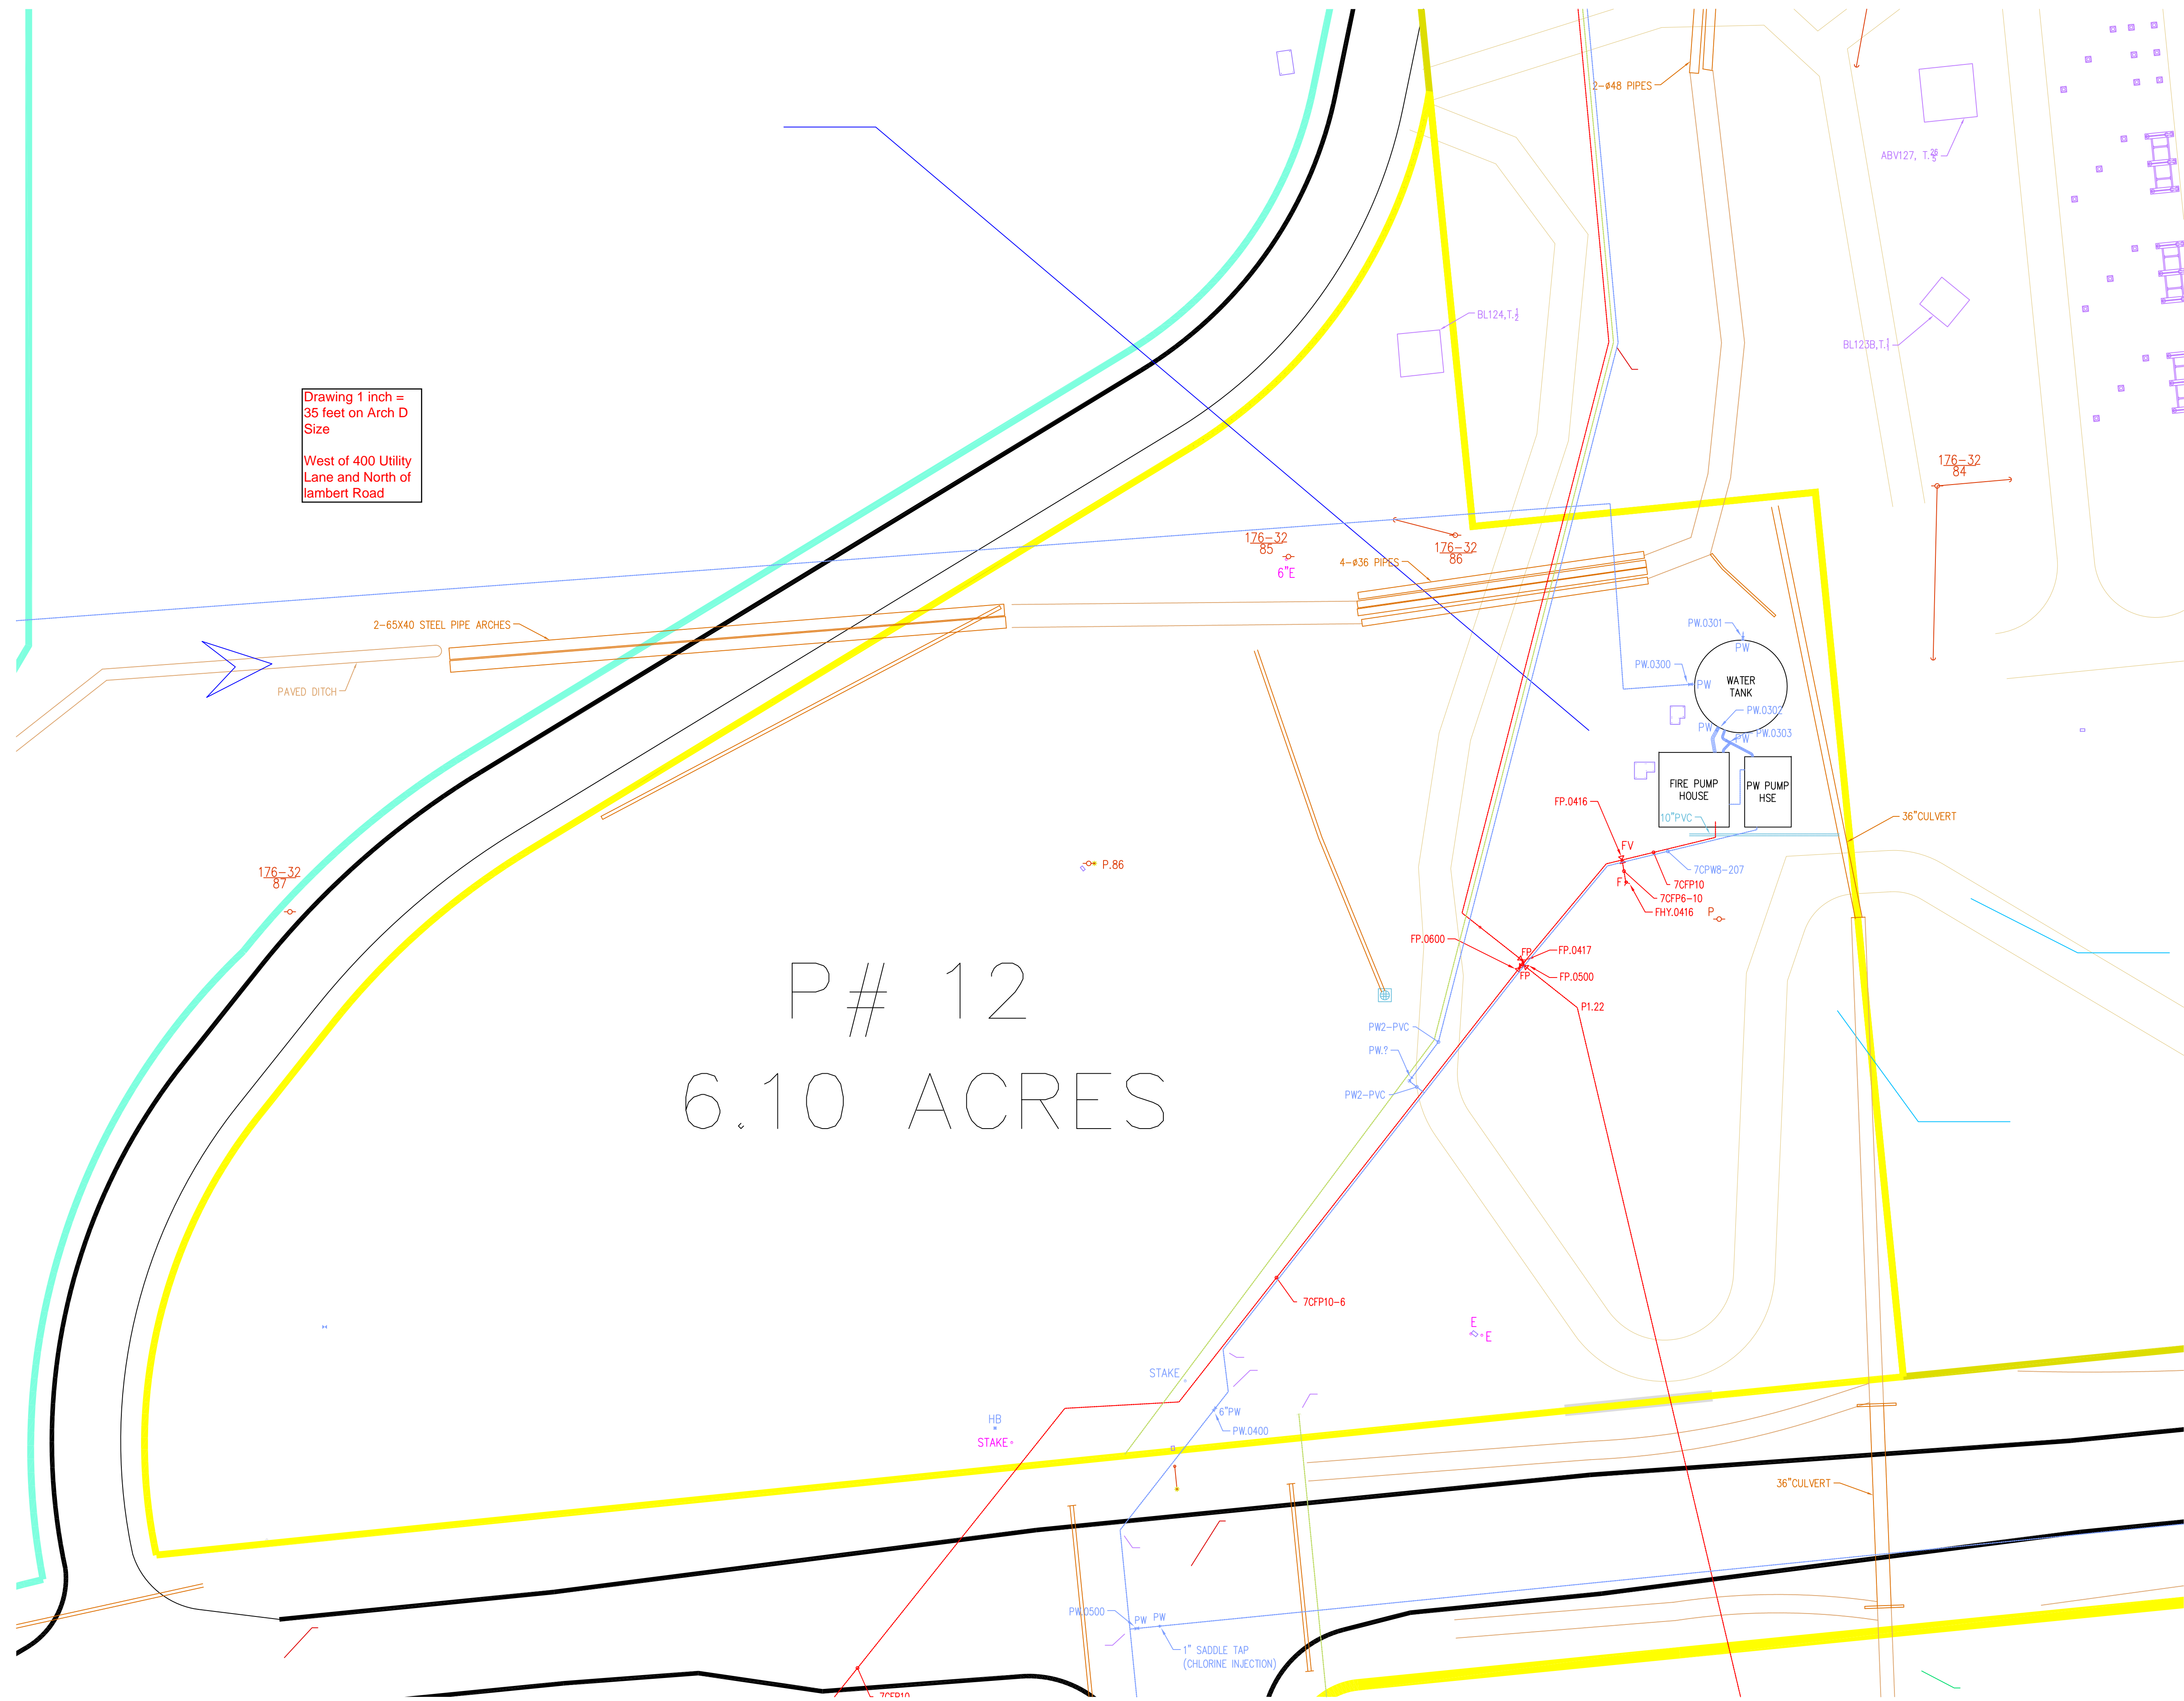 2-ø48 PIPES
ABV127, T.26/5
BL124,T.1/2
BL123B,T.1/1
Drawing 1 inch =
35 feet on Arch D
Size
West of 400 Utility
Lane and North of
lambert Road
176-32
84
176-32
85
6"E
176-32
86
4-ø36 PIPES
2-65X40 STEEL PIPE ARCHES
PAVED DITCH
PW.0301
PW
PW.0300
PW
WATER
TANK
PW.0302
PW
PW
PW.0303
FIRE PUMP
HOUSE
PW PUMP
HSE
FP.0416
10"PVC
36"CULVERT
FV
7CPW8-207
7CFP10
7CFP6-10
F
FHY.0416
P
P.86
176-32
87
FP.0600
FP
FP.0417
FP
FP.0500
P1.22
P# 12
6.10 ACRES
PW2-PVC
PW.?
PW2-PVC
7CFP10-6
E
E
STAKE
6"PW
PW.0400
HB
STAKE
36"CULVERT
PW.0500
PW
PW
1" SADDLE TAP
(CHLORINE INJECTION)
7CFP10